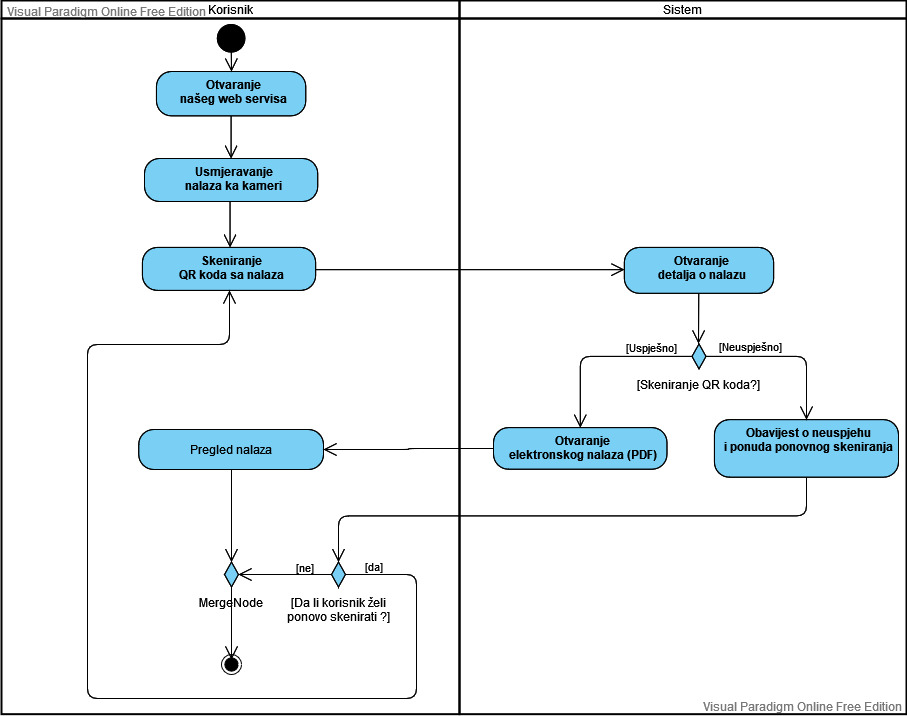 Visual Paradigm Online Free Edition
Korisnik
Sistem
Otvaranje
našeg web servisa
Usmjeravanje
nalaza ka kameri
Skeniranje
QR koda sa nalaza
Otvaranje
detalja o nalazu
[Uspješno]
[Neuspješno]
[Skeniranje QR koda?]
Pregled nalaza
Otvaranje
elektronskog nalaza (PDF)
Obavijest o neuspjehu
i ponuda ponovnog skeniranja
[ne]
[da]
MergeNode
[Da li korisnik želi
ponovo skenirati ?]
Visual Paradigm Online Free Edition